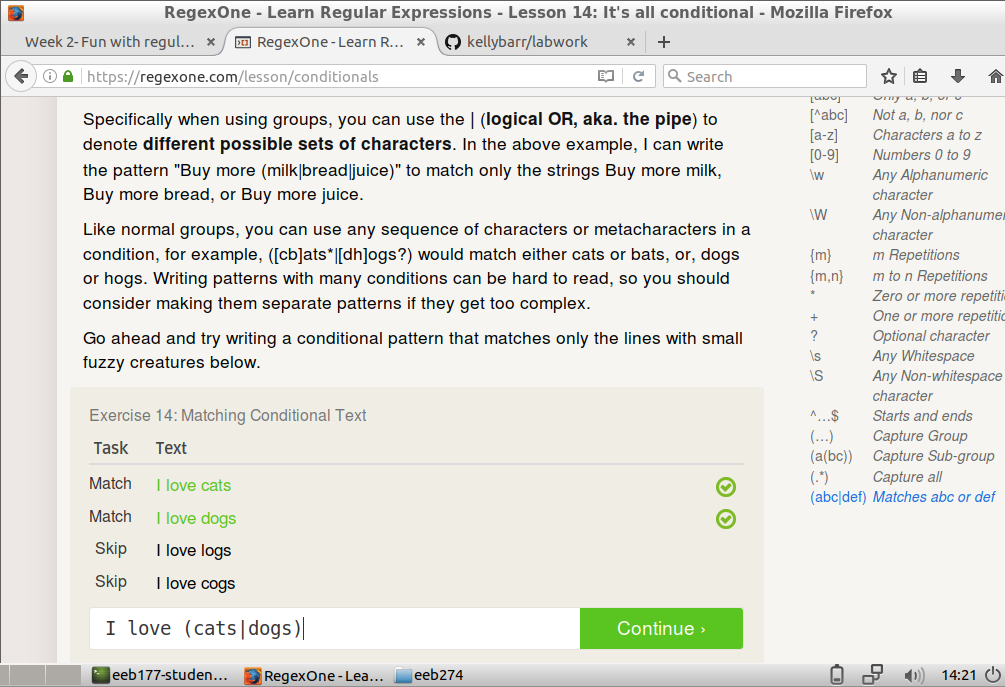 RegexOne - Learn Regular Expressions - Lesson 14: It's all conditional - Mozilla Firefox
Week 2- Fun with regul... × RegexOne - Learn R... × kellybarr/labwork × +
https://regexone.com/lesson/conditionals Search
Specifically when using groups, you can use the | (logical OR, aka. the pipe) to
denote different possible sets of characters. In the above example, I can write
the pattern "Buy more (milk|bread|juice)" to match only the strings Buy more milk,
Buy more bread, or Buy more juice.
Like normal groups, you can use any sequence of characters or metacharacters in a
condition, for example, ([cb]ats*|[dh]ogs?) would match either cats or bats, or, dogs
or hogs. Writing patterns with many conditions can be hard to read, so you should
consider making them separate patterns if they get too complex.
Go ahead and try writing a conditional pattern that matches only the lines with small
fuzzy creatures below.
Exercise 14: Matching Conditional Text
Task Text
Match I love cats
Match I love dogs
Skip I love logs
Skip I love cogs
I love (cats|dogs)
Continue ›
[abc] Only a, b, or c
[^abc] Not a, b, nor c
[a-z] Characters a to z
[0-9] Numbers 0 to 9
\w Any Alphanumeric
character
\W Any Non-alphanumer
character
{m} m Repetitions
{m,n} m to n Repetitions
* Zero or more repetiti
+ One or more repetitio
? Optional character
\s Any Whitespace
\S Any Non-whitespace
character
^…$ Starts and ends
(…) Capture Group
(a(bc)) Capture Sub-group
(.*) Capture all
(abc|def) Matches abc or def
eeb177-studen... RegexOne - Lea... eeb274 14:21